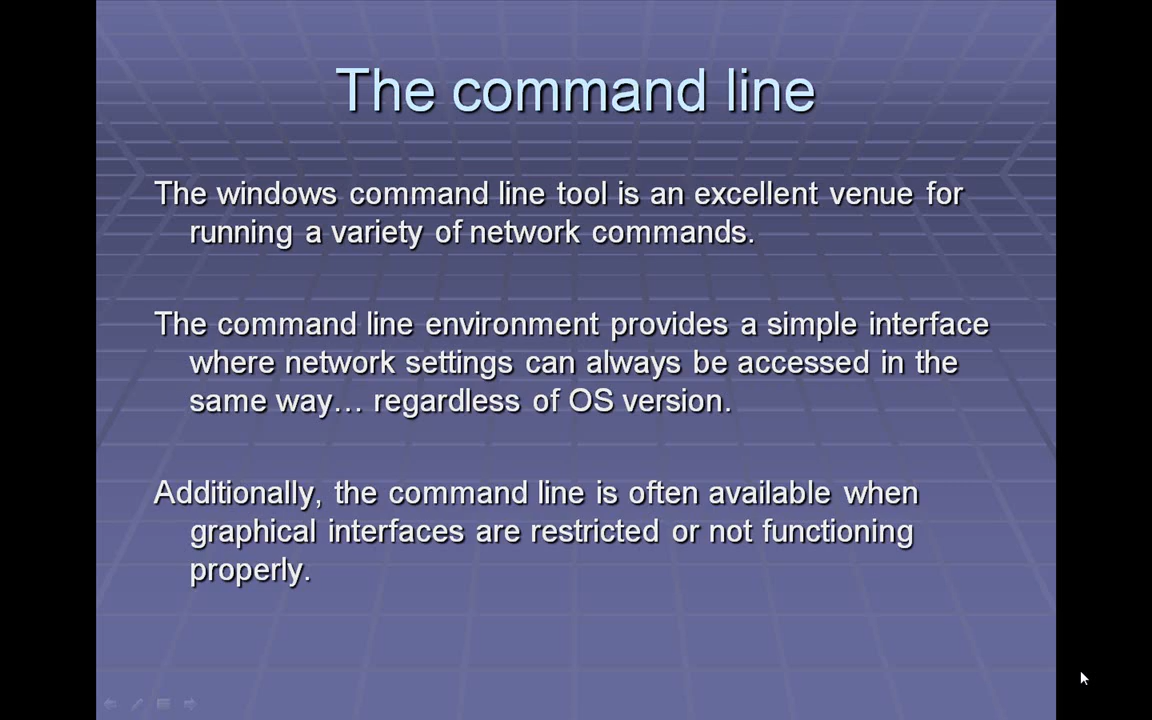 The command line
The windows command line tool is an excellent venue for
running a variety of network commands.
The command line environment provides a simple interface
where network settings can always be accessed in the
same way… regardless of OS version.
Additionally, the command line is often available when
graphical interfaces are restricted or not functioning
properly.